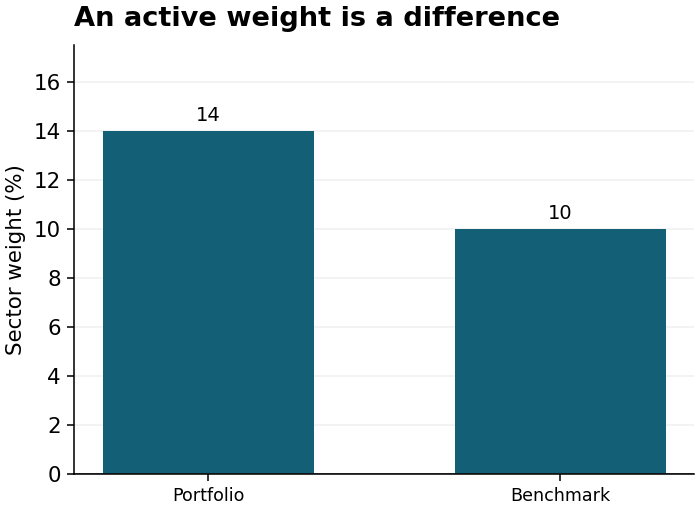 An active weight is a difference
Sector weight (%)
16
14
12
10
8
6
4
2
0
14
10
Portfolio
Benchmark